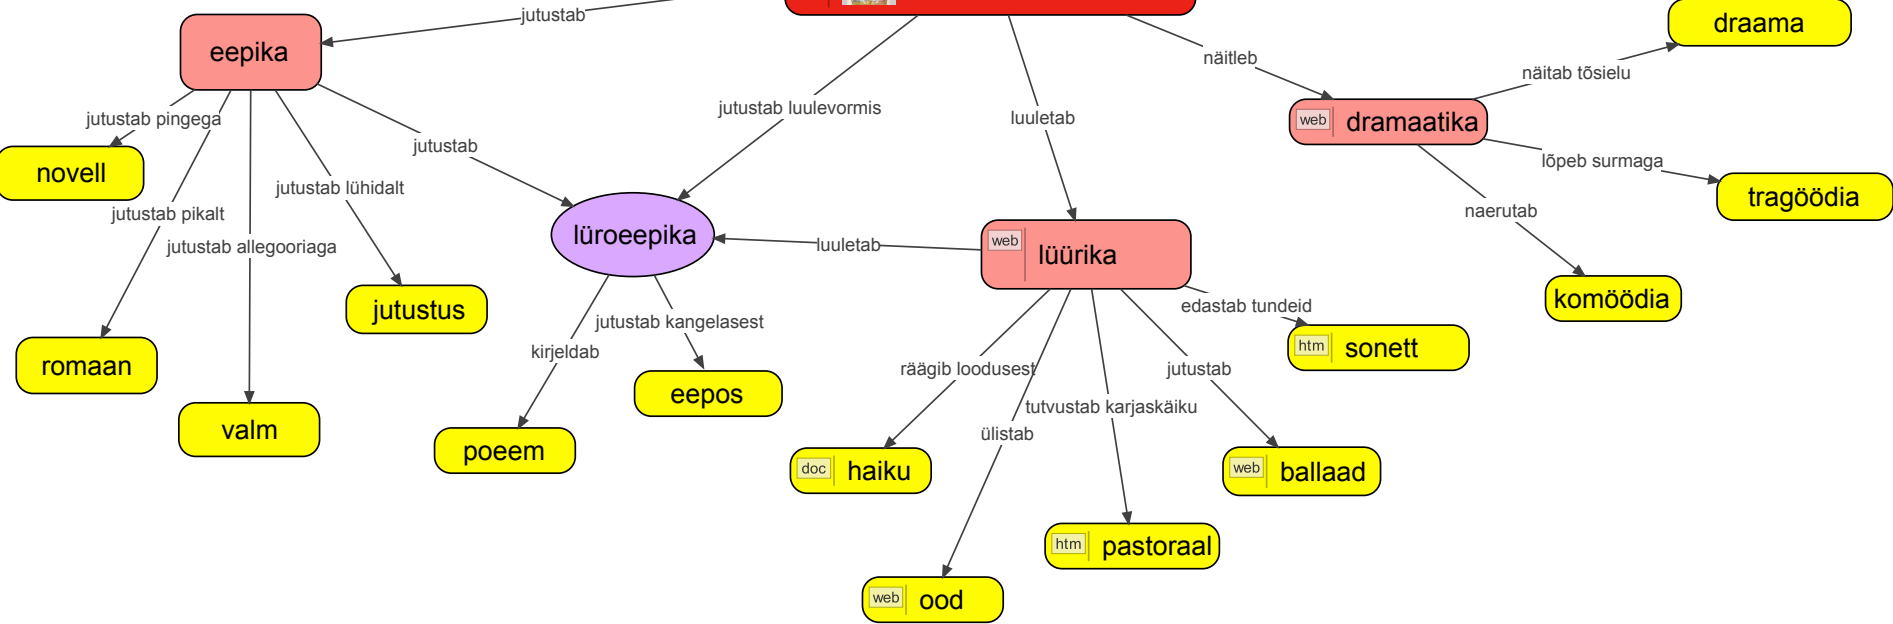 jutustab
draama
eepika
näitleb
näitab tõsielu
jutustab pingega
jutustab luulevormis
luuletab
web
dramaatika
jutustab
lõpeb surmaga
novell
jutustab lühidalt
tragöödia
jutustab pikalt
naerutab
lüroeepika
web
lüürika
jutustab allegooriaga
luuletab
komöödia
jutustus
edastab tundeid
jutustab kangelasest
htm
sonett
kirjeldab
romaan
räägib loodusest
jutustab
eepos
tutvustab karjaskäiku
valm
ülistab
poeem
doc
haiku
web
ballaad
htm
pastoraal
web
ood